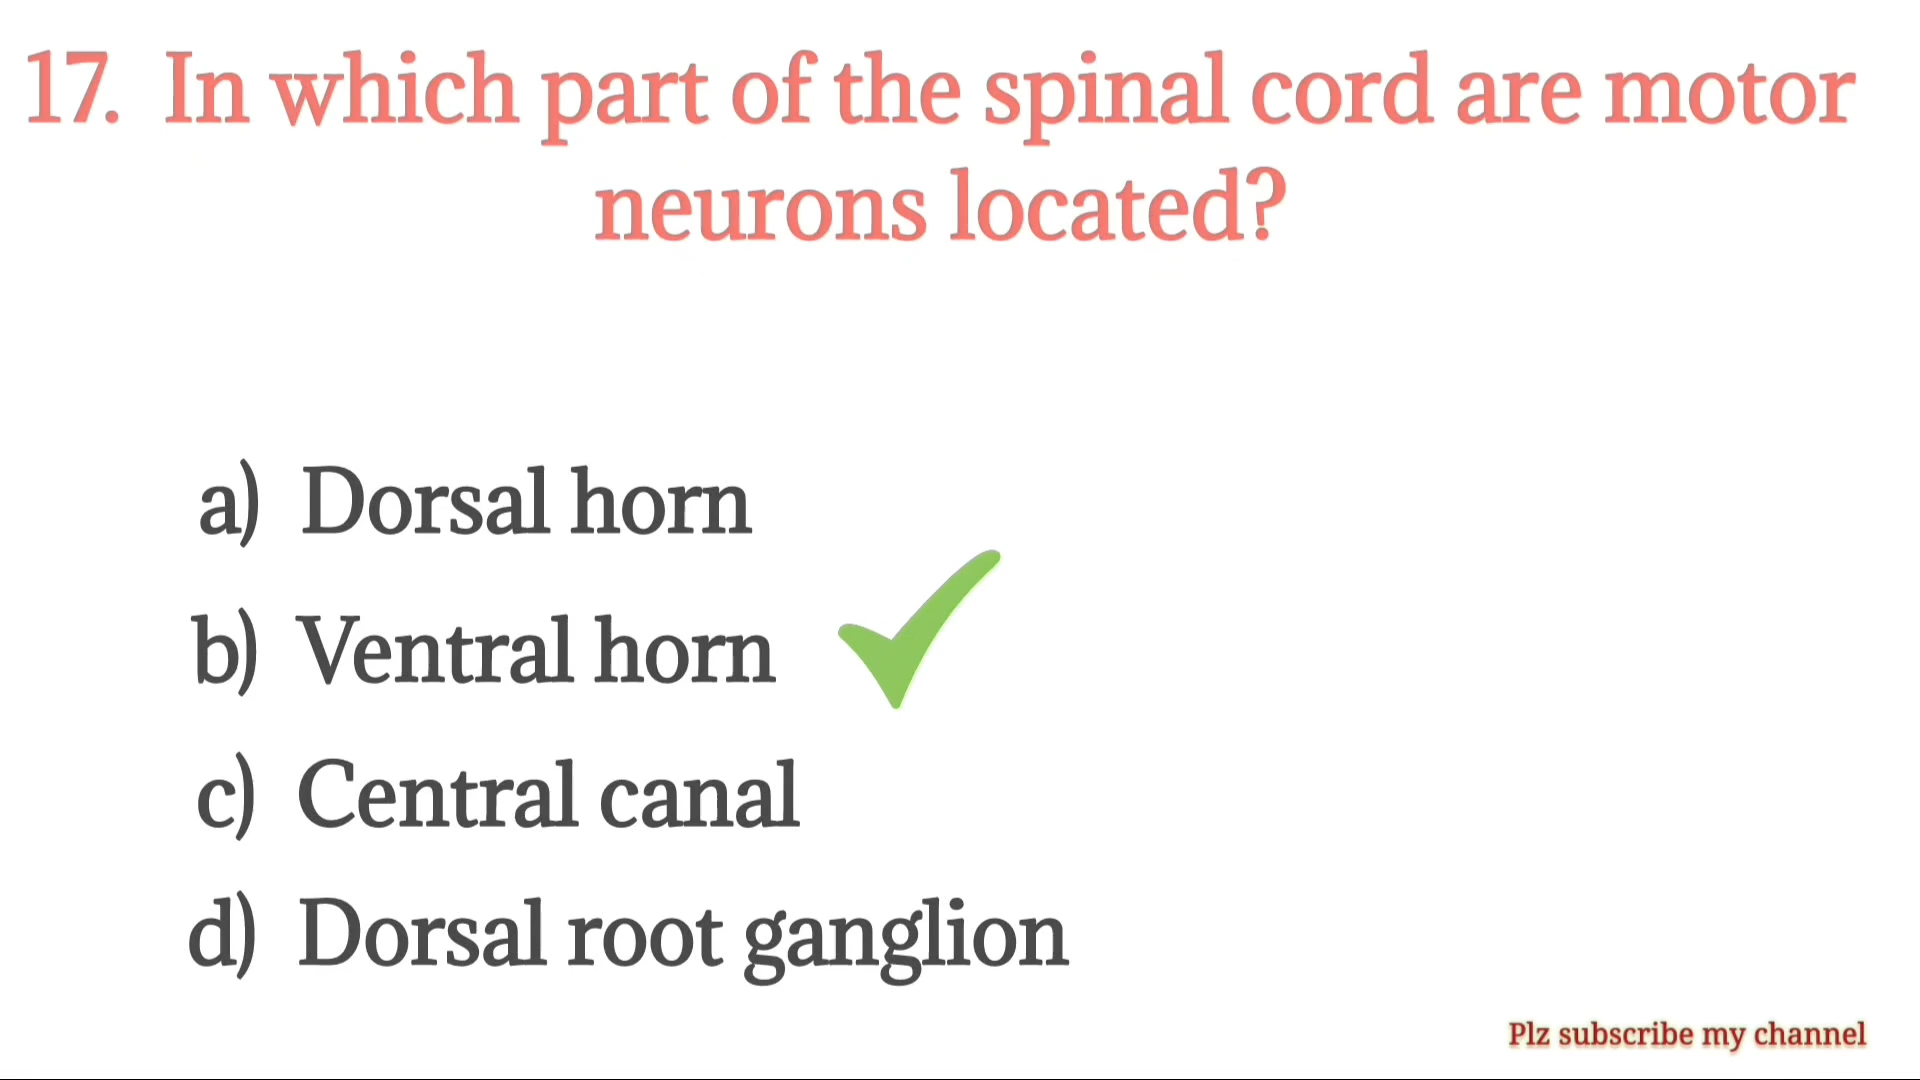 17. In which part of the spinal cord are motor
neurons located?
a) Dorsal horn
b) Ventral horn
c) Central canal
d) Dorsal root ganglion
Plz subscribe my channel